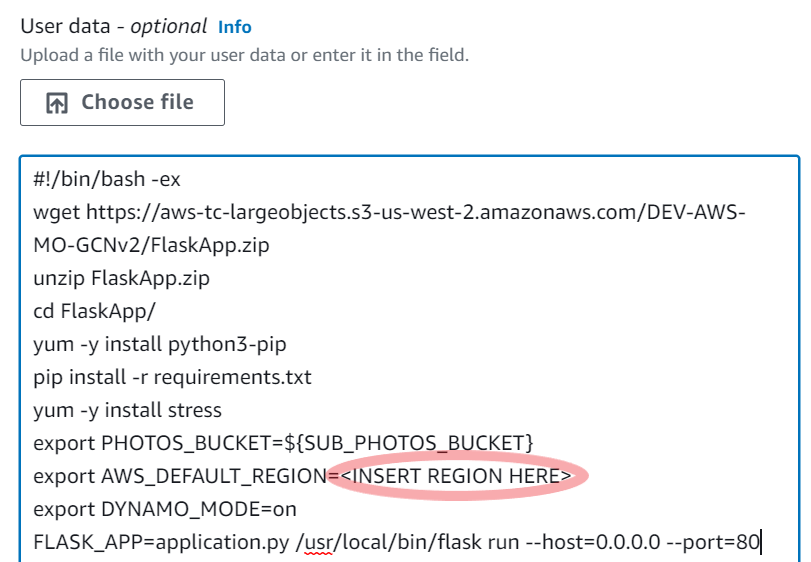 User data - optional Info
Upload a file with your user data or enter it in the field.
Choose file
#!/bin/bash -ex
wget https://aws-tc-largeobjects.s3-us-west-2.amazonaws.com/DEV-AWS-
MO-GCNv2/FlaskApp.zip
unzip FlaskApp.zip
cd FlaskApp/
yum -y install python3-pip
pip install -r requirements.txt
yum -y install stress
export PHOTOS_BUCKET=${SUB_PHOTOS_BUCKET}
export AWS_DEFAULT_REGION=<INSERT REGION HERE>
export DYNAMO_MODE=on
FLASK_APP=application.py /usr/local/bin/flask run --host=0.0.0.0 --port=80